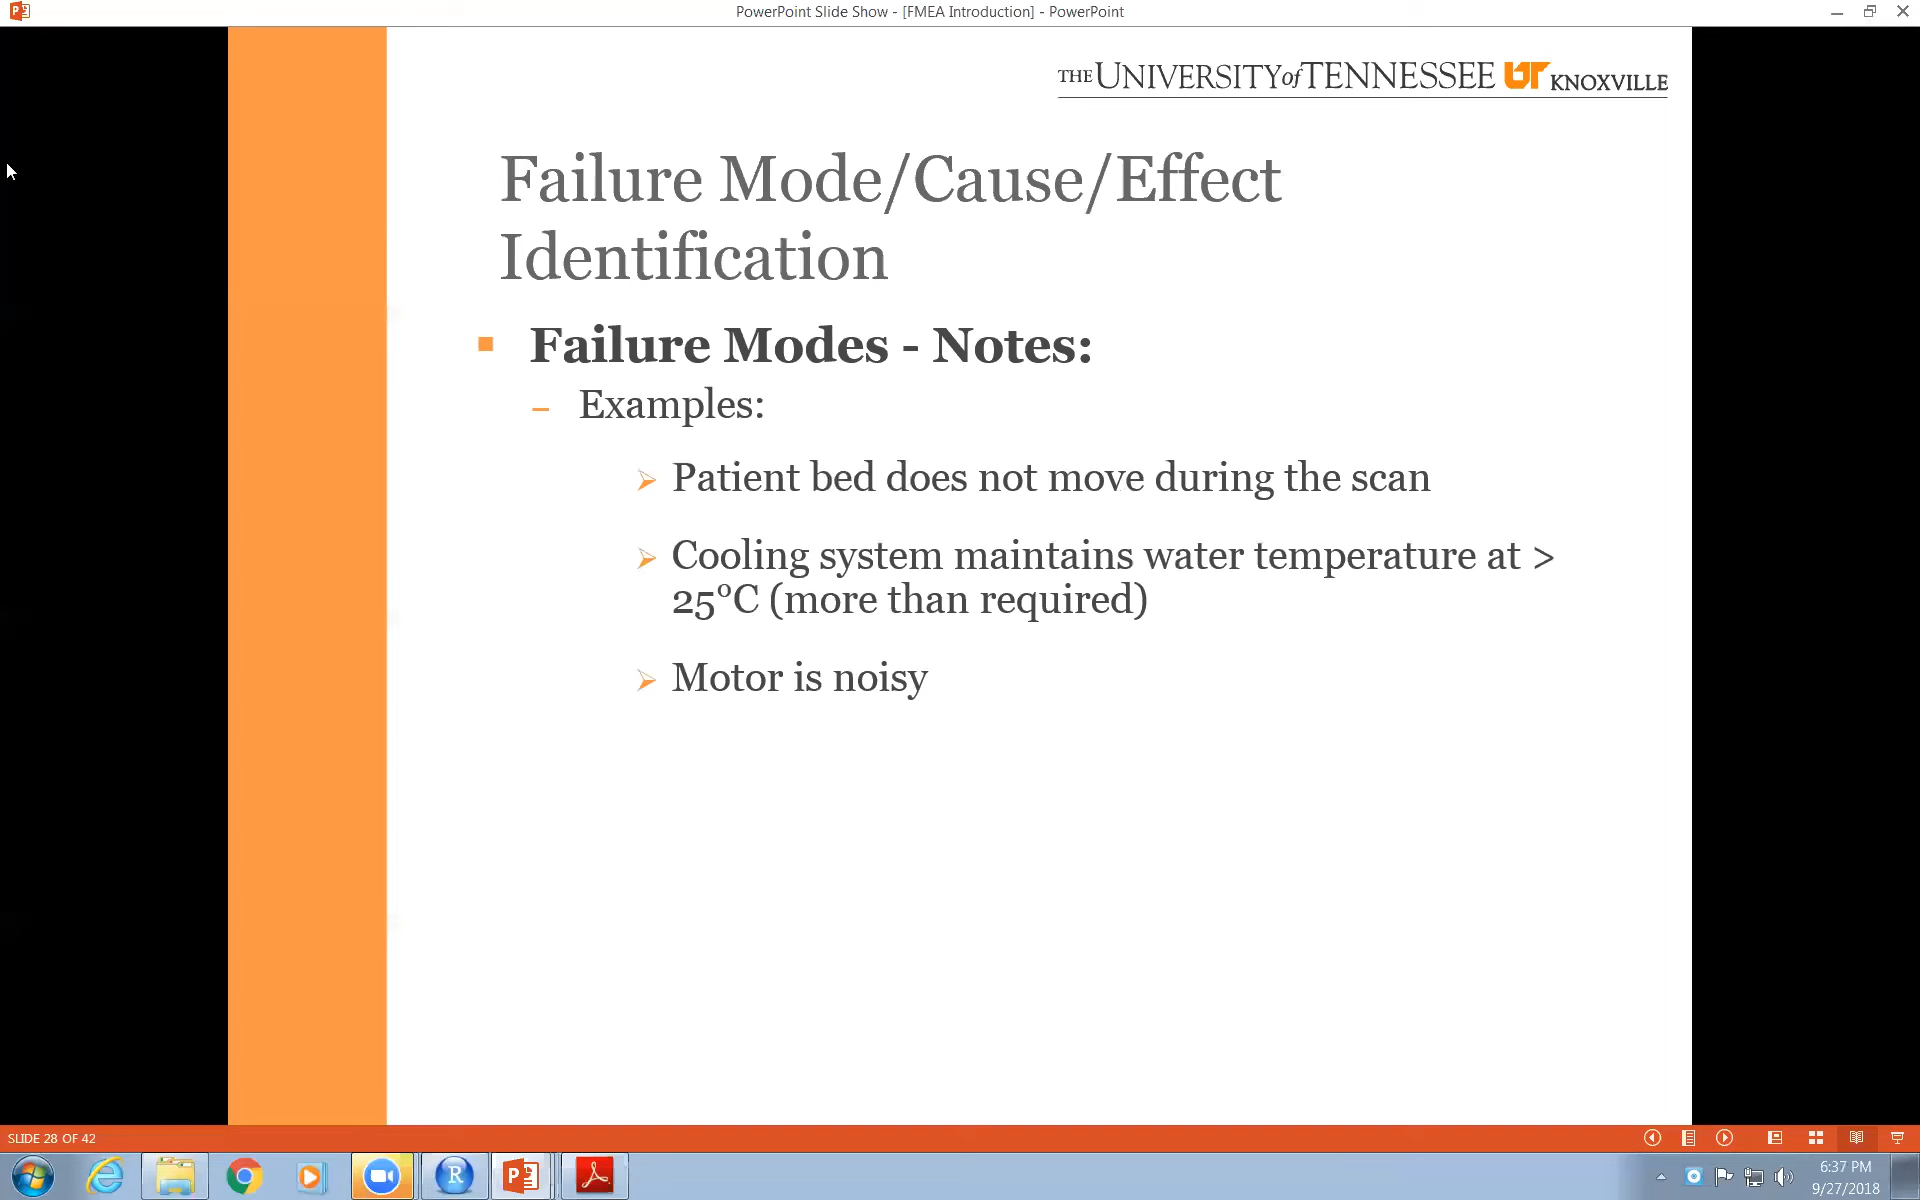 PowerPoint Slide Show - [FMEA Introduction] - PowerPoint
THE UNIVERSITY of TENNESSEE UT KNOXVILLE
Failure Mode/Cause/Effect
Identification
Failure Modes - Notes:
Examples:
Patient bed does not move during the scan
Cooling system maintains water temperature at >
25°C (more than required)
Motor is noisy
SLIDE 28 OF 42
6:37 PM
9/27/2018